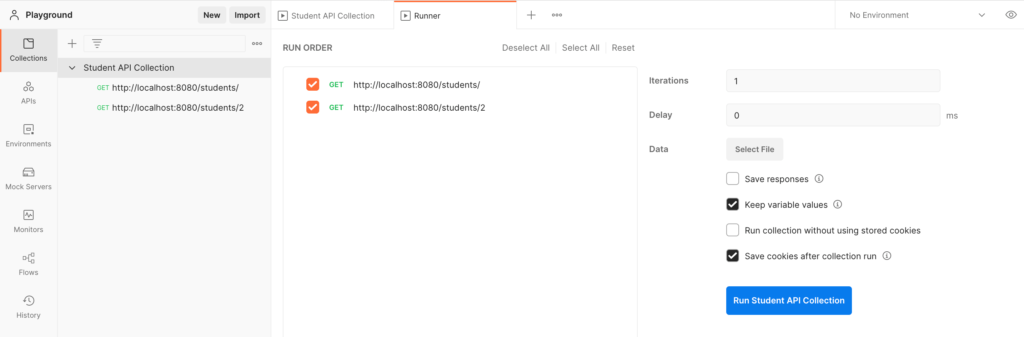 Playground
New
Import
Student API Collection
Runner
No Environment
Collections
APIs
Environments
Mock Servers
Monitors
Flows
History
Student API Collection
GET http://localhost:8080/students/
GET http://localhost:8080/students/2
RUN ORDER
Deselect All
Select All
Reset
GET http://localhost:8080/students/
GET http://localhost:8080/students/2
Iterations
1
Delay
0
ms
Data
Select File
Save responses
Keep variable values
Run collection without using stored cookies
Save cookies after collection run
Run Student API Collection